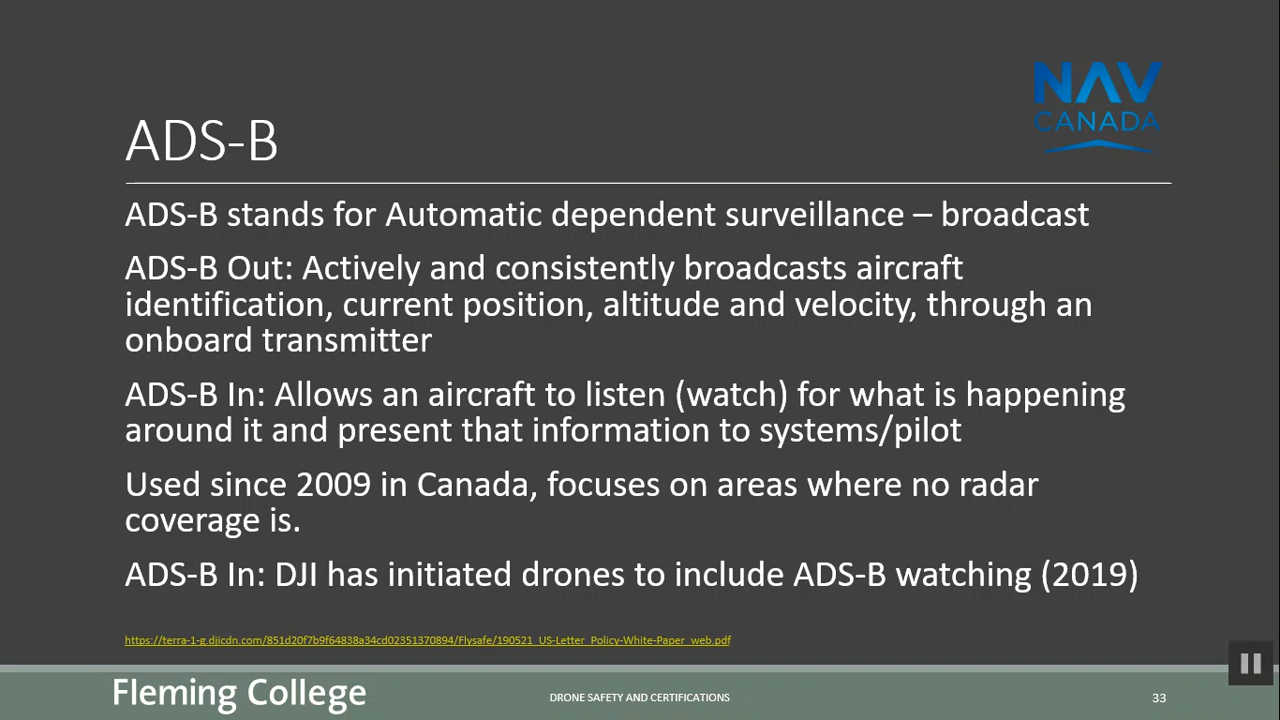 NAV
CANADA
ADS-B
ADS-B stands for Automatic dependent surveillance – broadcast
ADS-B Out: Actively and consistently broadcasts aircraft
identification, current position, altitude and velocity, through an
onboard transmitter
ADS-B In: Allows an aircraft to listen (watch) for what is happening
around it and present that information to systems/pilot
Used since 2009 in Canada, focuses on areas where no radar
coverage is.
ADS-B In: DJI has initiated drones to include ADS-B watching (2019)
https://terra-1-g.djicdn.com/851d20f7b9f64838a34cd02351370894/Flysafe/190521_US-Letter_Policy-White-Paper_web.pdf
Fleming College
DRONE SAFETY AND CERTIFICATIONS
33